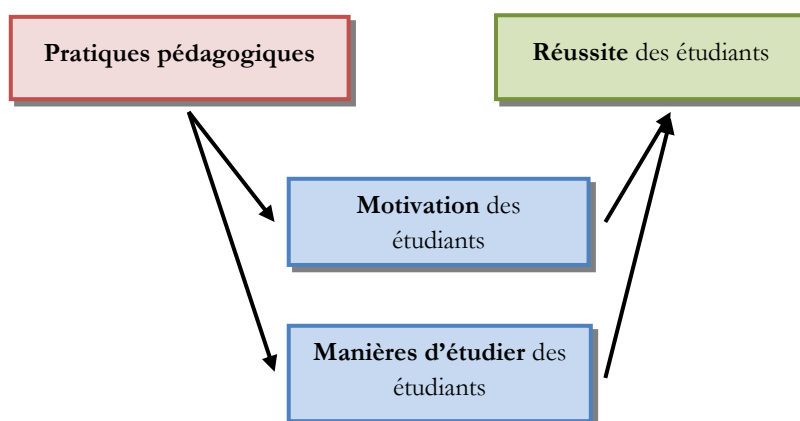 Pratiques pédagogiques
Réussite des étudiants
Motivation des
étudiants
Manières d’étudier des
étudiants